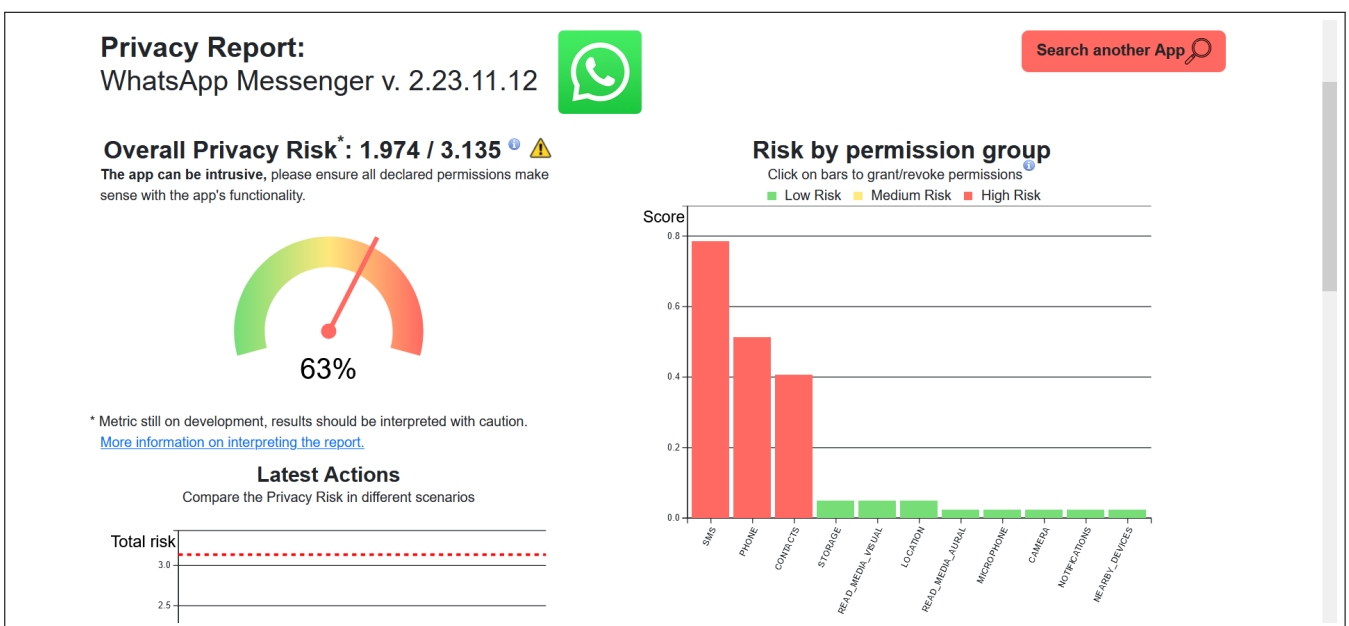 Privacy Report:
WhatsApp Messenger v. 2.23.11.12
Search another App
Overall Privacy Risk*: 1.974 / 3.135
The app can be intrusive, please ensure all declared permissions make
sense with the app's functionality.
63%
* Metric still on development, results should be interpreted with caution.
More information on interpreting the report.
Latest Actions
Compare the Privacy Risk in different scenarios
Total risk
3.0
2.5
Risk by permission group
Click on bars to grant/revoke permissions
Low Risk Medium Risk High Risk
Score
0.8
0.6
0.4
0.2
0.0
SMS
PHONE
CONTACTS
STORAGE
READ_MEDIA_VISUAL
LOCATION
READ_MEDIA_AURAL
MICROPHONE
CAMERA
NOTIFICATIONS
NEARBY_DEVICES